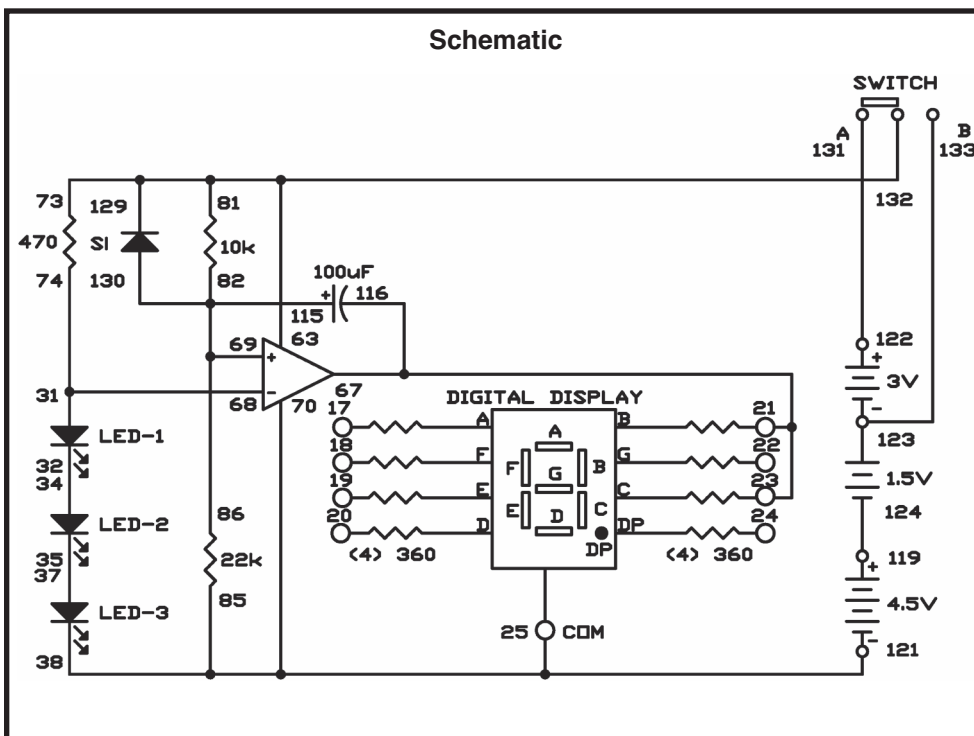 Schematic
SWITCH
A
B
131
133
132
73
129
81
470
SI
10k
74
130
82
100uF
+
116
115
63
69
+
31
68
-
70
67
122
+
3V
-
123
1.5V
124
119
+
4.5V
-
121
LED-1
32
34
LED-2
35
37
LED-3
38
86
22k
85
DIGITAL DISPLAY
17
A
A
B
21
18
F
F
G
B
G
22
19
E
E
D
C
C
23
20
D
DP
DP
24
(4) 360
(4) 360
25
COM